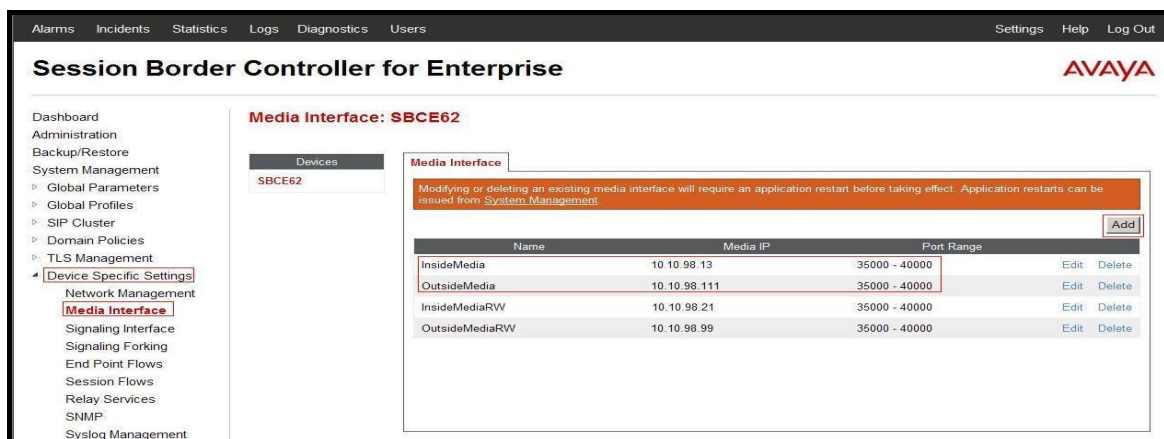 Alarms Incidents Statistics Logs Diagnostics Users Settings Help Log Out
Session Border Controller for Enterprise
AVAYA
Dashboard
Administration
Backup/Restore
System Management
Global Parameters
Global Profiles
SIP Cluster
Domain Policies
TLS Management
Device Specific Settings
Network Management
Media Interface
Signaling Interface
Signaling Forking
End Point Flows
Session Flows
Relay Services
SNMP
Syslog Management
Media Interface: SBCE62
Devices
SBCE62
Media Interface
Modifying or deleting an existing media interface will require an application restart before taking effect. Application restarts can be
issued from System Management.
Add
Name Media IP Port Range
InsideMedia 10.10.98.13 35000 - 40000 Edit Delete
OutsideMedia 10.10.98.111 35000 - 40000 Edit Delete
InsideMediaRW 10.10.98.21 35000 - 40000 Edit Delete
OutsideMediaRW 10.10.98.99 35000 - 40000 Edit Delete